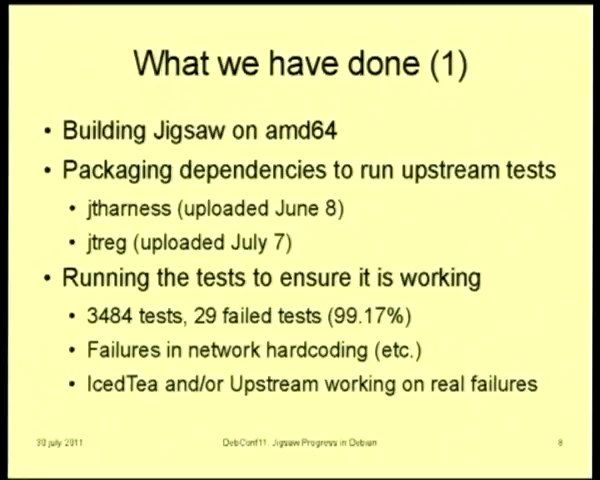 What we have done (1)
• Building Jigsaw on amd64
• Packaging dependencies to run upstream tests
• jtharness (uploaded June 8)
• jtreg (uploaded July 7)
• Running the tests to ensure it is working
• 3484 tests, 29 failed tests (99.17%)
• Failures in network hardcoding (etc.)
• IcedTea and/or Upstream working on real failures
30 july 2011
DebConf11: Jigsaw Progress in Debian
8